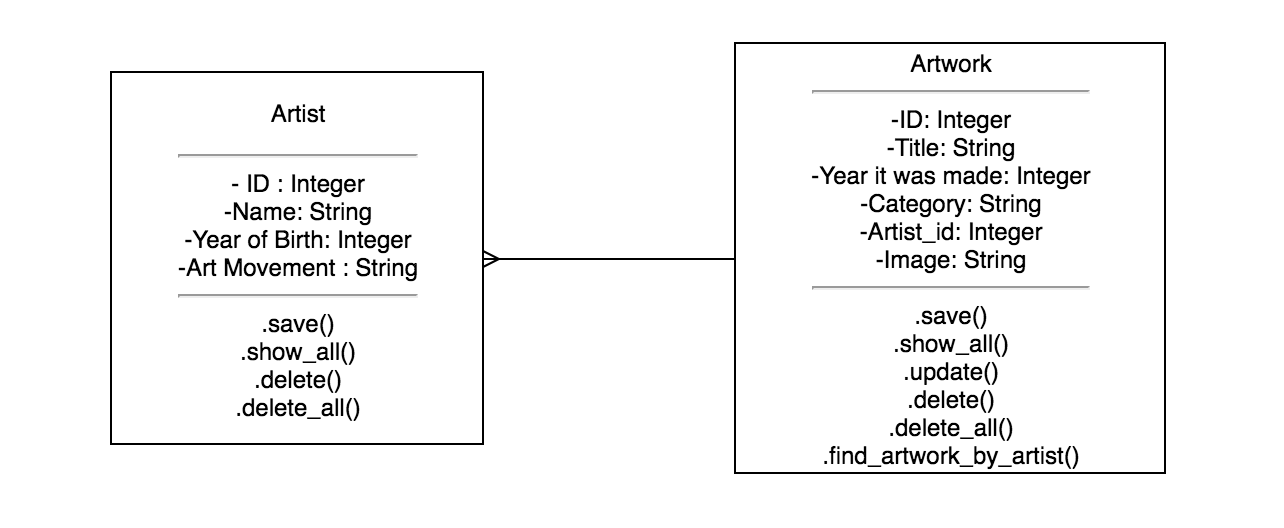 Artist
- ID : Integer
-Name: String
-Year of Birth: Integer
-Art Movement : String
.save()
.show_all()
.delete()
.delete_all()
Artwork
-ID: Integer
-Title: String
-Year it was made: Integer
-Category: String
-Artist_id: Integer
-Image: String
.save()
.show_all()
.update()
.delete()
.delete_all()
.find_artwork_by_artist()